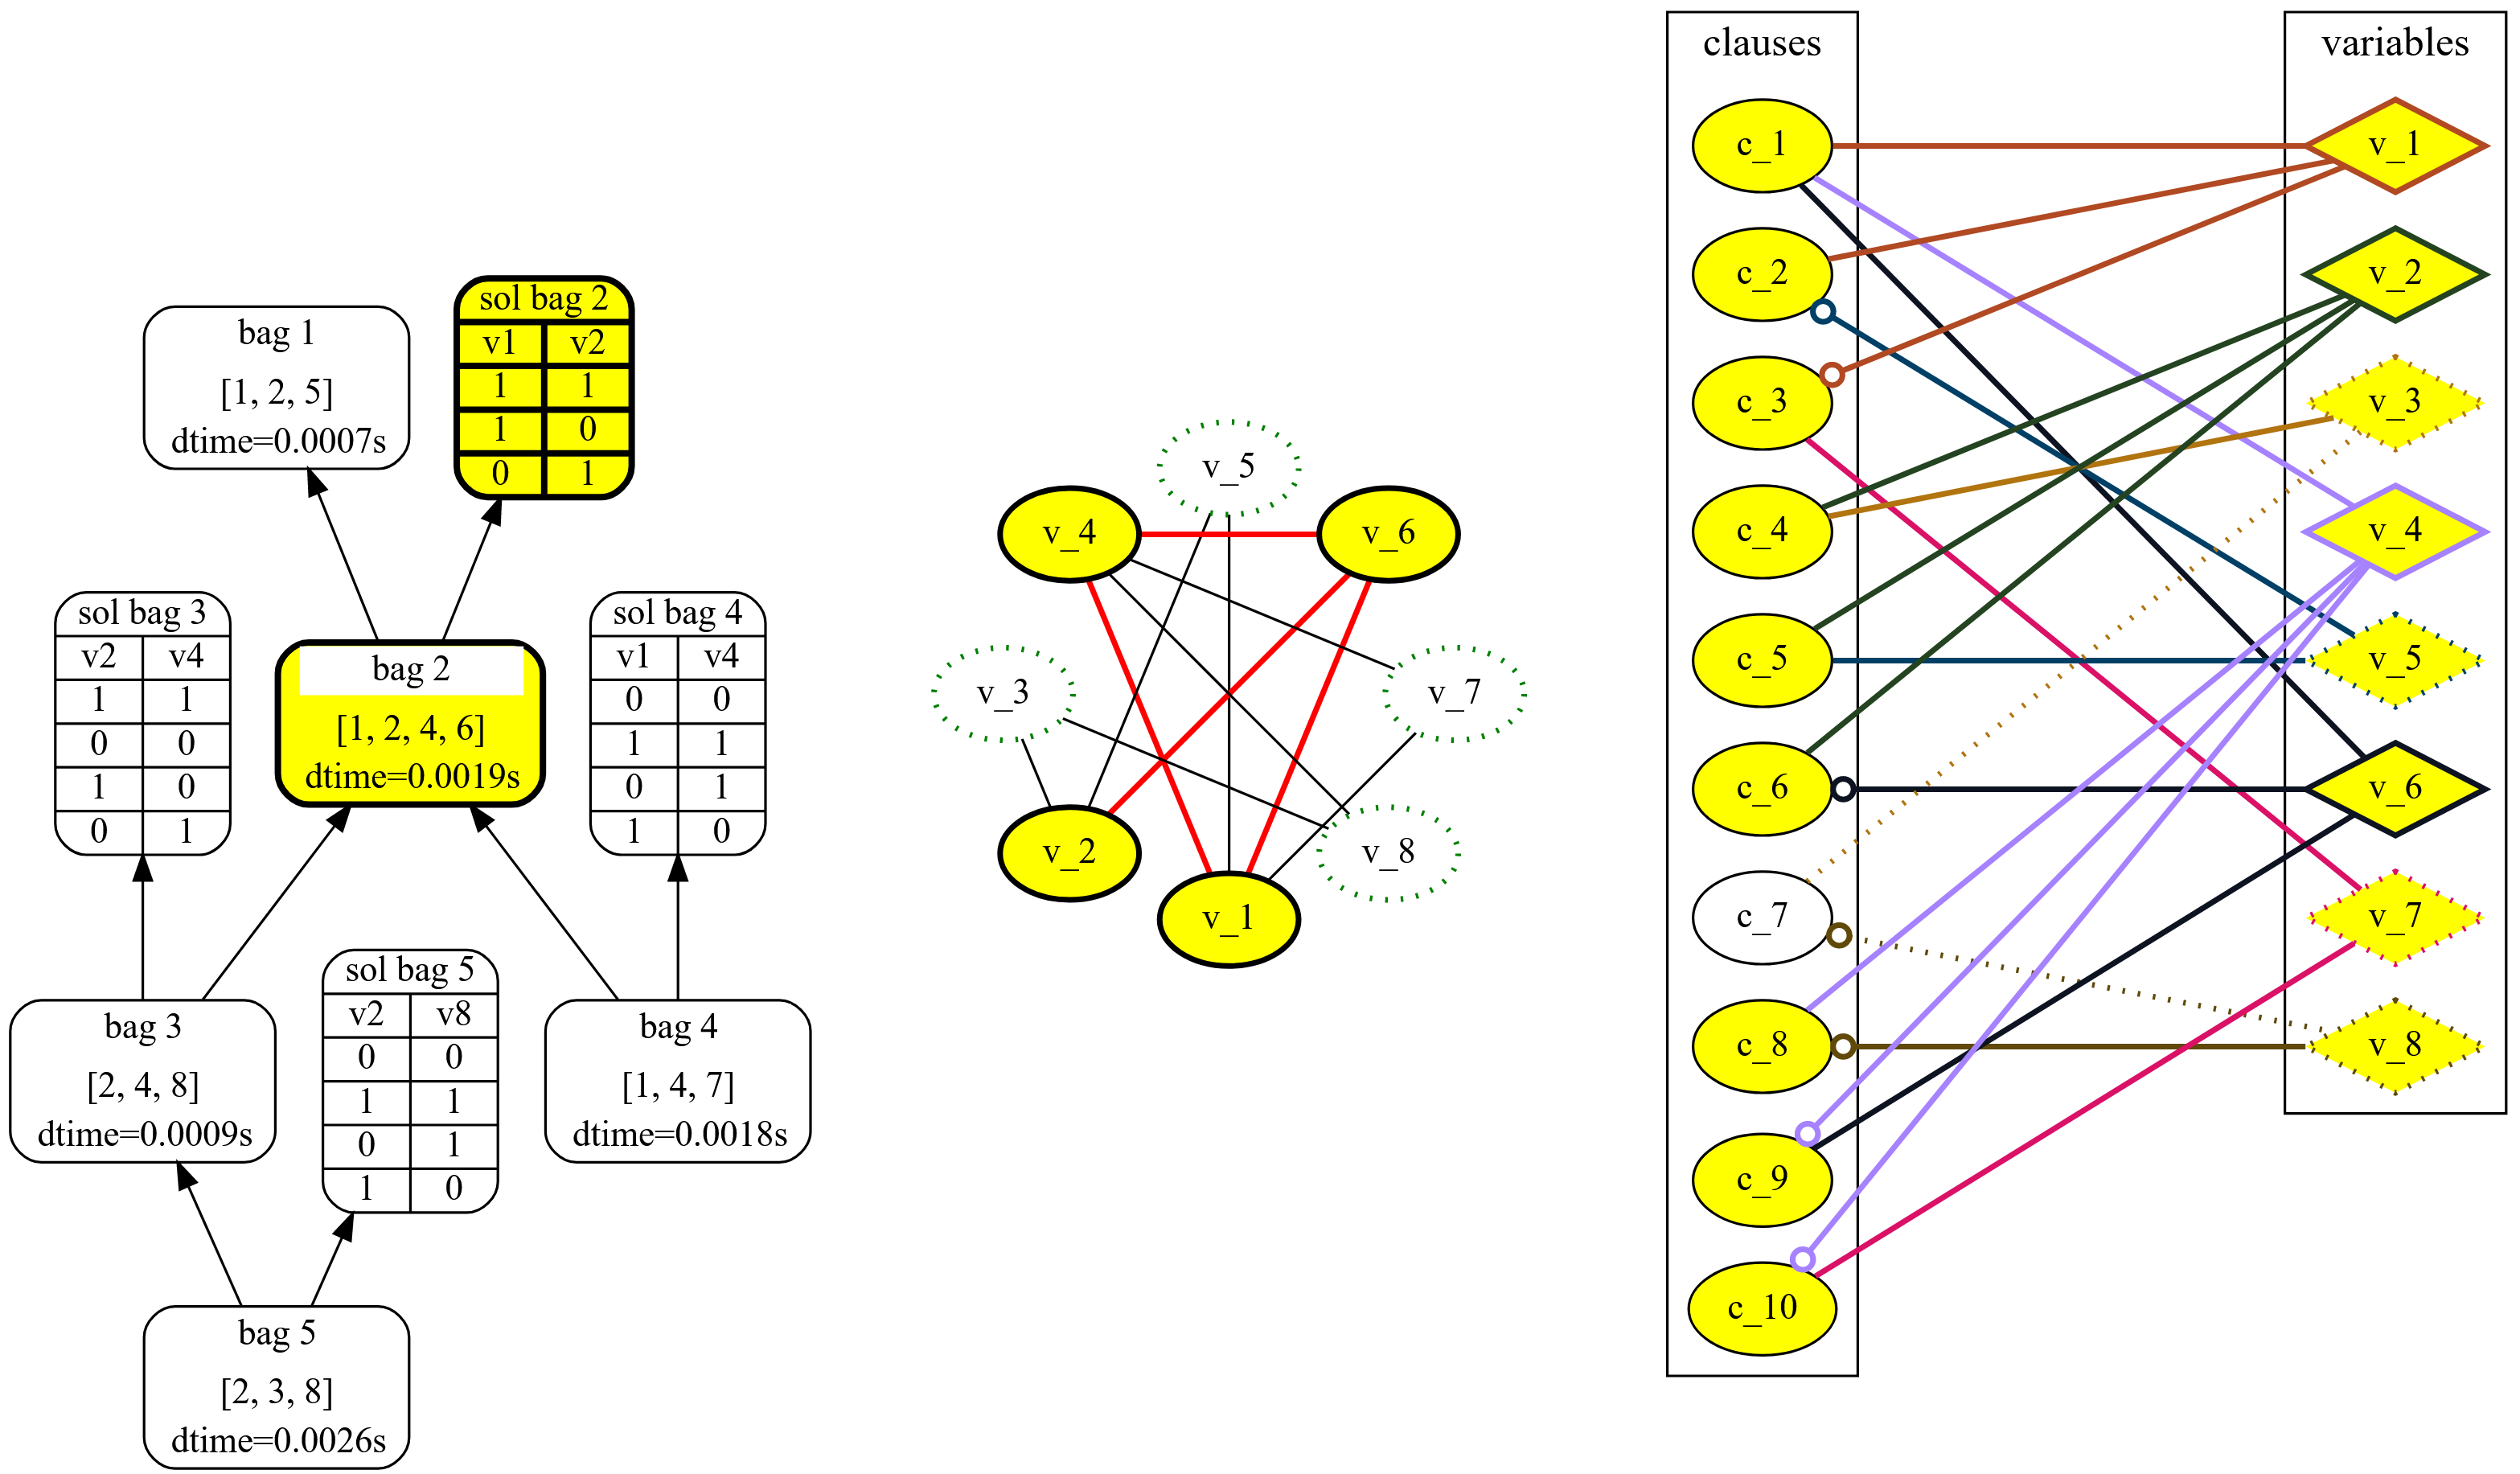 bag 1
[1, 2, 5]
dtime=0.0007s
sol bag 2
v1 v2
1 1
1 0
0 1
sol bag 3
v2 v4
1 1
0 0
1 0
0 1
bag 2
[1, 2, 4, 6]
dtime=0.0019s
sol bag 4
v1 v4
0 0
1 1
0 1
1 0
bag 3
[2, 4, 8]
dtime=0.0009s
sol bag 5
v2 v8
0 0
1 1
0 1
1 0
bag 4
[1, 4, 7]
dtime=0.0018s
bag 5
[2, 3, 8]
dtime=0.0026s
v_5
v_4
v_6
v_3
v_7
v_2
v_8
v_1
clauses
c_1
c_2
c_3
c_4
c_5
c_6
c_7
c_8
c_9
c_10
variables
v_1
v_2
v_3
v_4
v_5
v_6
v_7
v_8